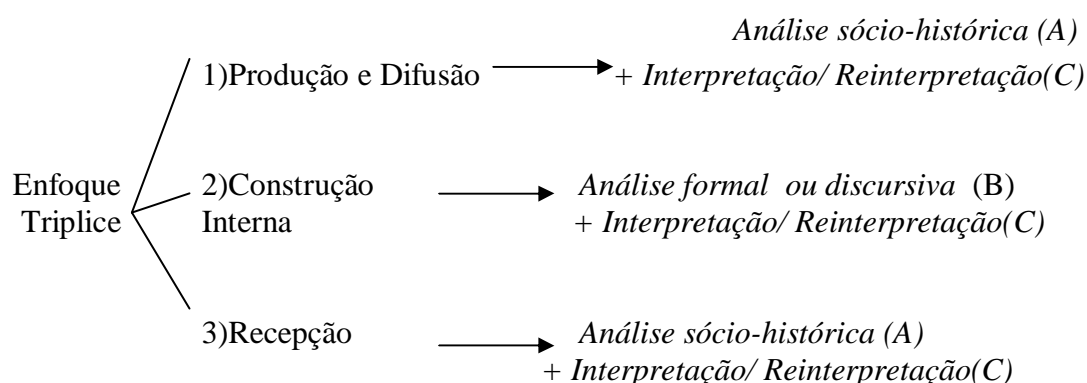 Análise sócio-histórica (A)
1)Produção e Difusão
+ Interpretação/ Reinterpretação(C)
Enfoque
Triplice
2)Construção
Interna
Análise formal ou discursiva (B)
+ Interpretação/ Reinterpretação(C)
3)Recepção
Análise sócio-histórica (A)
+ Interpretação/ Reinterpretação(C)